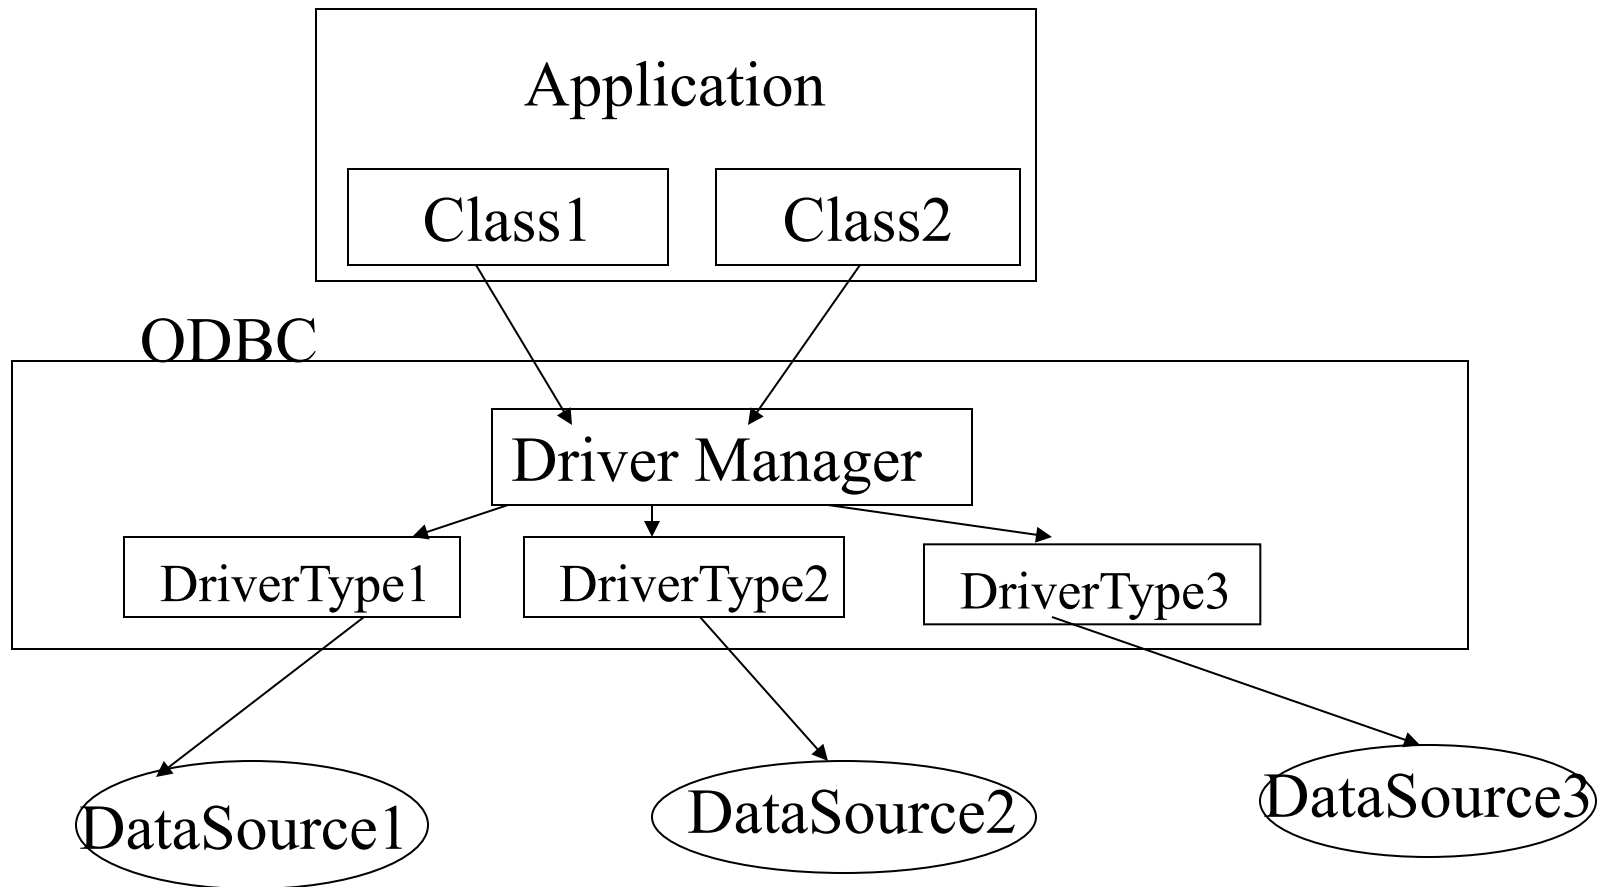 Application
Class1
Class2
ODBC
Driver Manager
DriverType1
DriverType2
DriverType3
DataSource1
DataSource2
DataSource3